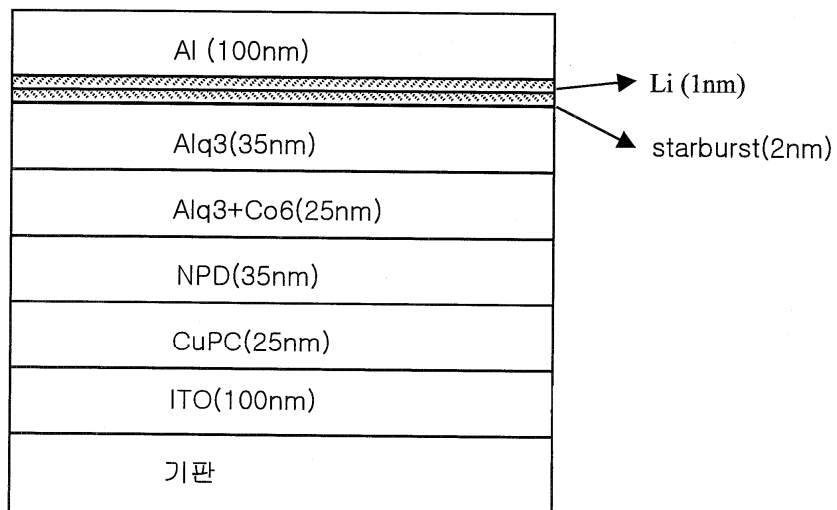 Al (100nm)
Li (1nm)
starburst(2nm)
Alq3(35nm)
Alq3+Co6(25nm)
NPD(35nm)
CuPC(25nm)
ITO(100nm)
기판